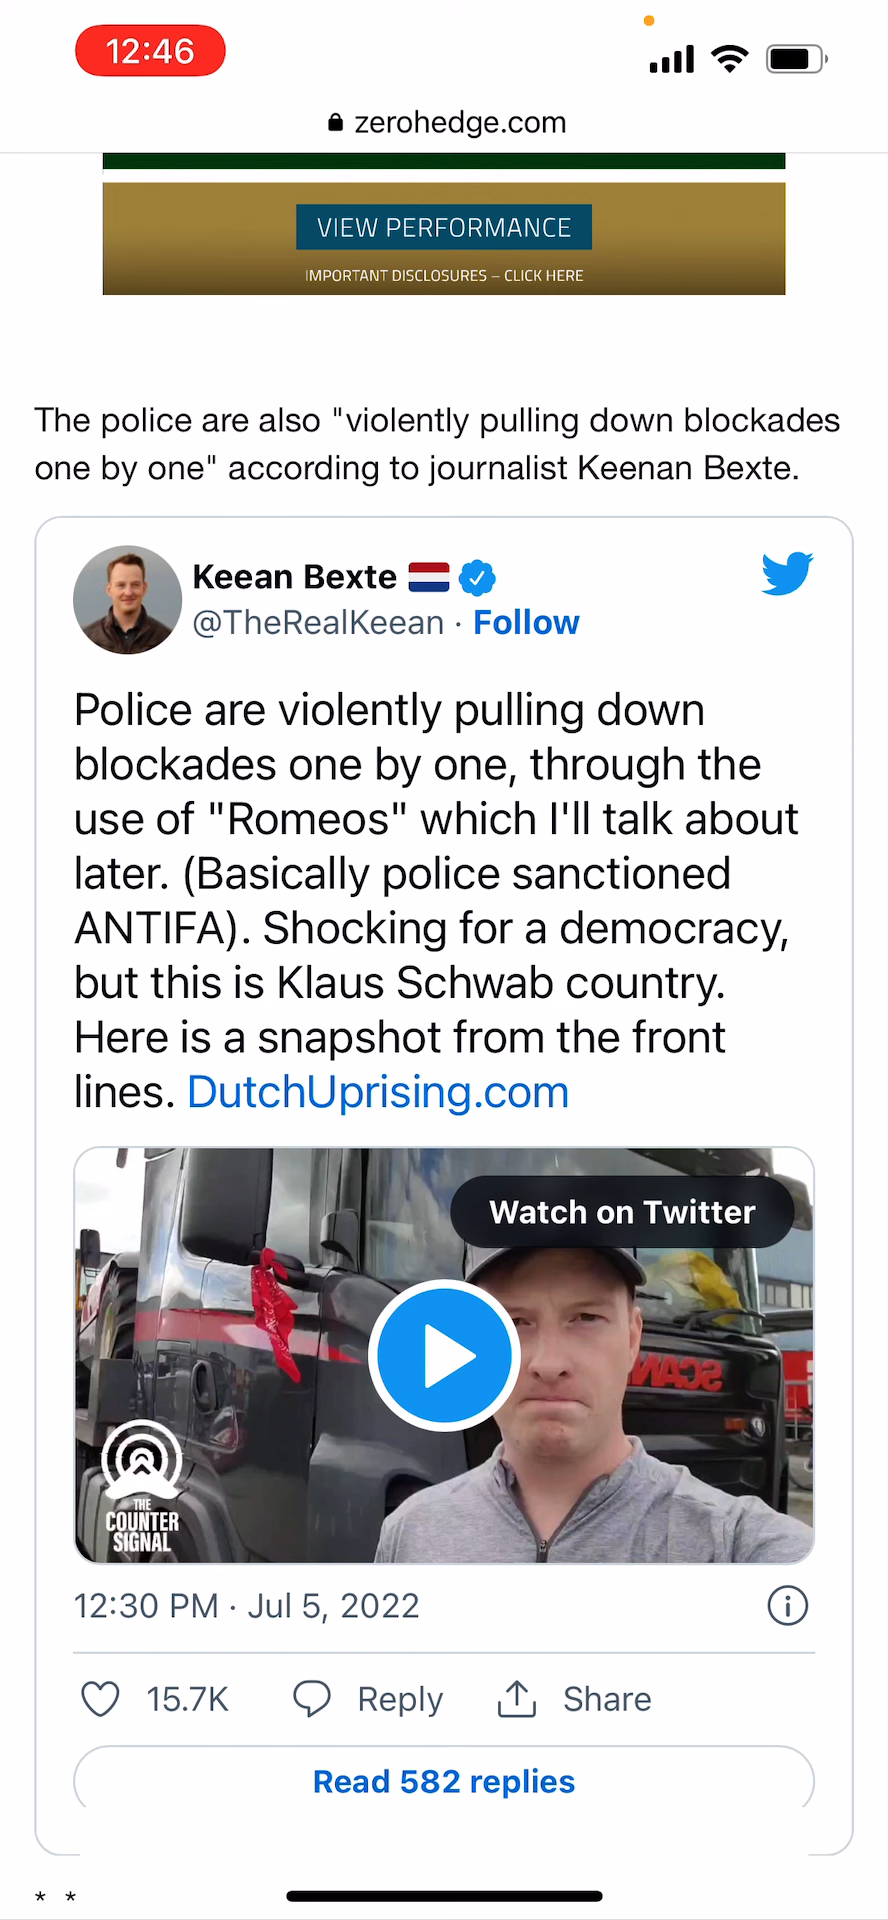 12:46
zerohedge.com
VIEW PERFORMANCE
IMPORTANT DISCLOSURES – CLICK HERE
The police are also "violently pulling down blockades
one by one" according to journalist Keenan Bexte.
Keean Bexte
@TheRealKeean · Follow
Police are violently pulling down
blockades one by one, through the
use of "Romeos" which I'll talk about
later. (Basically police sanctioned
ANTIFA). Shocking for a democracy,
but this is Klaus Schwab country.
Here is a snapshot from the front
lines. DutchUprising.com
Watch on Twitter
SCAN
THE
COUNTER
SIGNAL
12:30 PM · Jul 5, 2022
15.7K Reply Share
Read 582 replies
* *